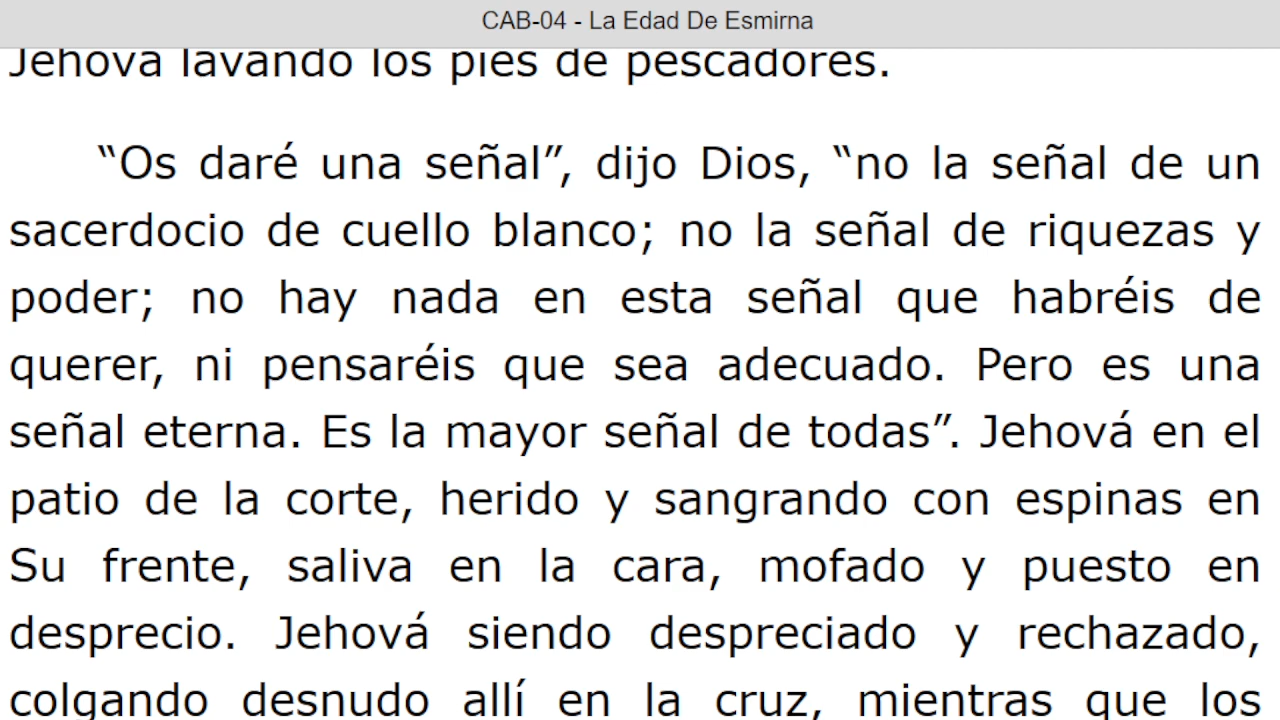 CAB-04 - La Edad De Esmirna
Jehová lavando los pies de pescadores.
“Os daré una señal”, dijo Dios, “no la señal de un
sacerdocio de cuello blanco; no la señal de riquezas y
poder; no hay nada en esta señal que habréis de
querer, ni pensaréis que sea adecuado. Pero es una
señal eterna. Es la mayor señal de todas”. Jehová en el
patio de la corte, herido y sangrando con espinas en
Su frente, saliva en la cara, mofado y puesto en
desprecio. Jehová siendo despreciado y rechazado,
colgando desnudo allí en la cruz, mientras que los